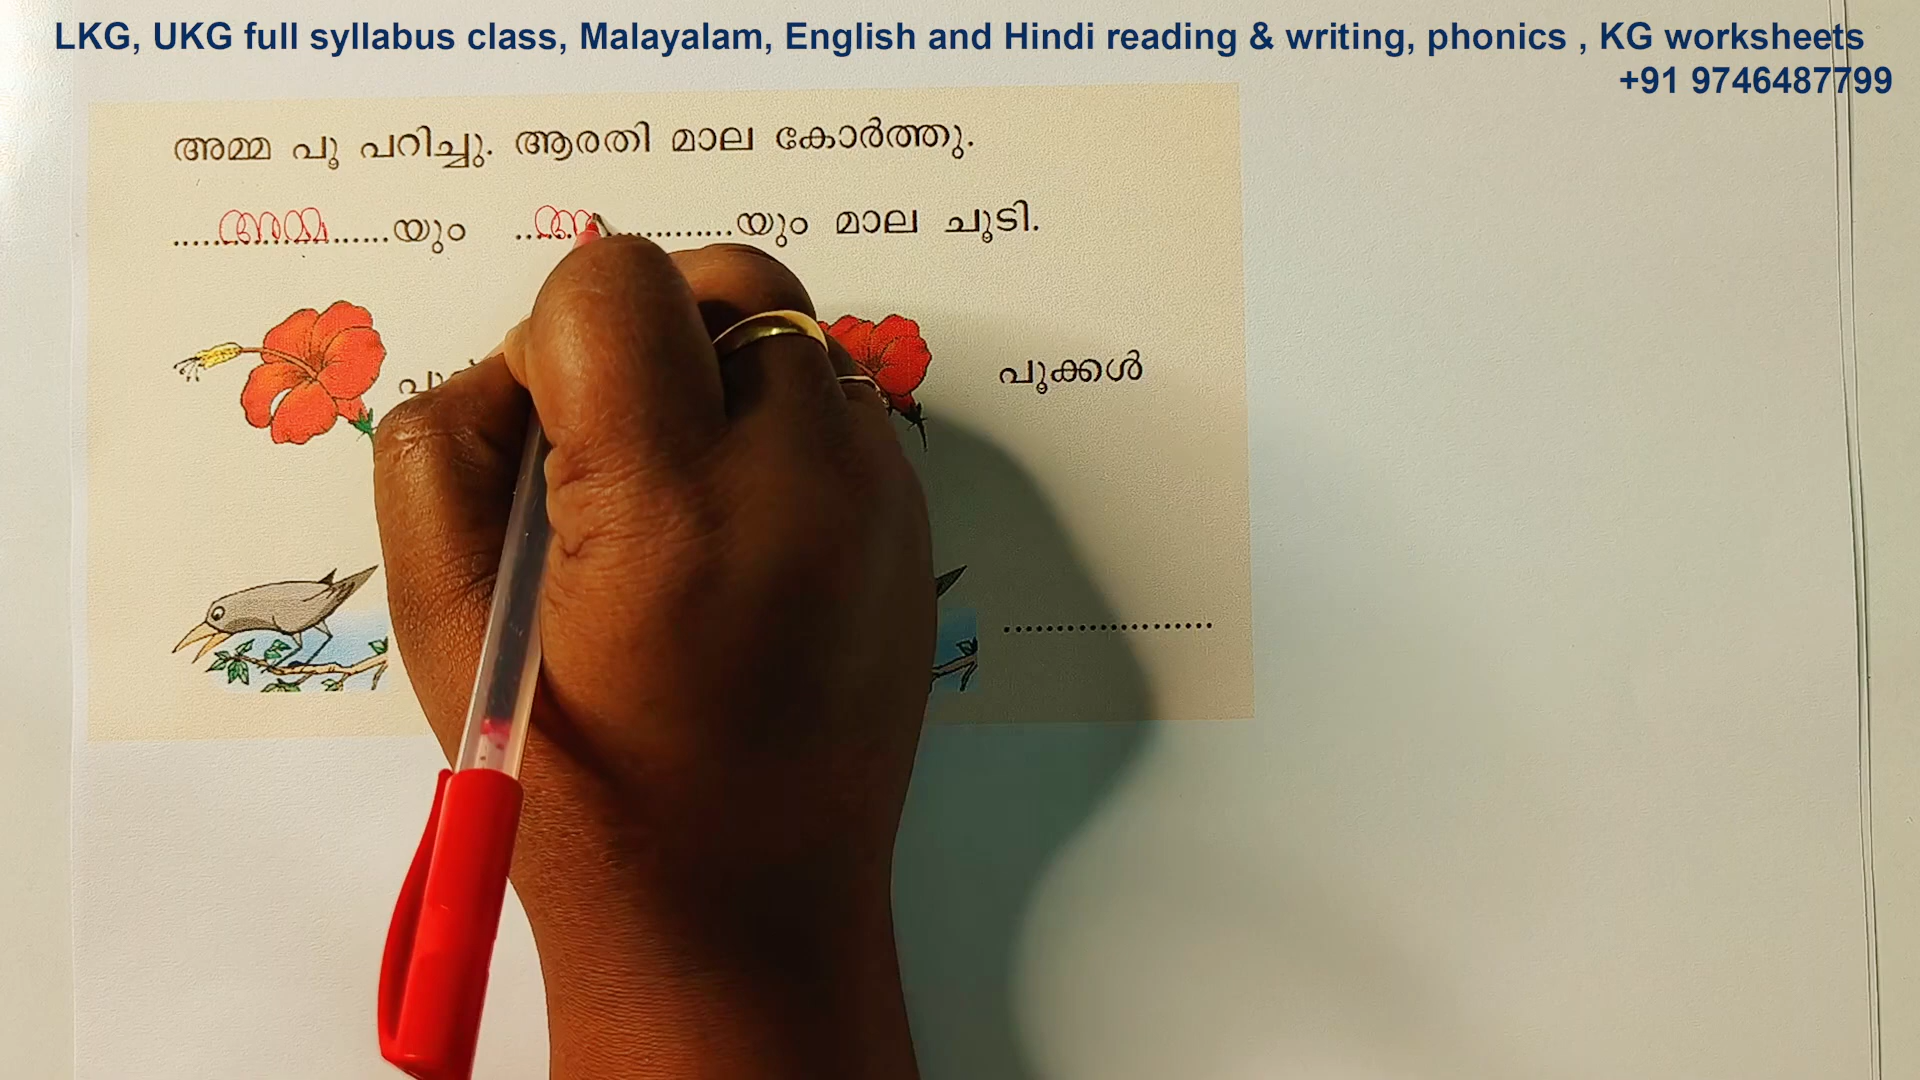 LKG, UKG full syllabus class, Malayalam, English and Hindi reading & writing, phonics , KG worksheets
+91 9746487799
അമ്മ പൂ പറിച്ചു. ആരതി മാല കോർത്തു.
.....അമ്മ......യും .............യും മാല ചൂടി.
പൂക്കൾ
...................